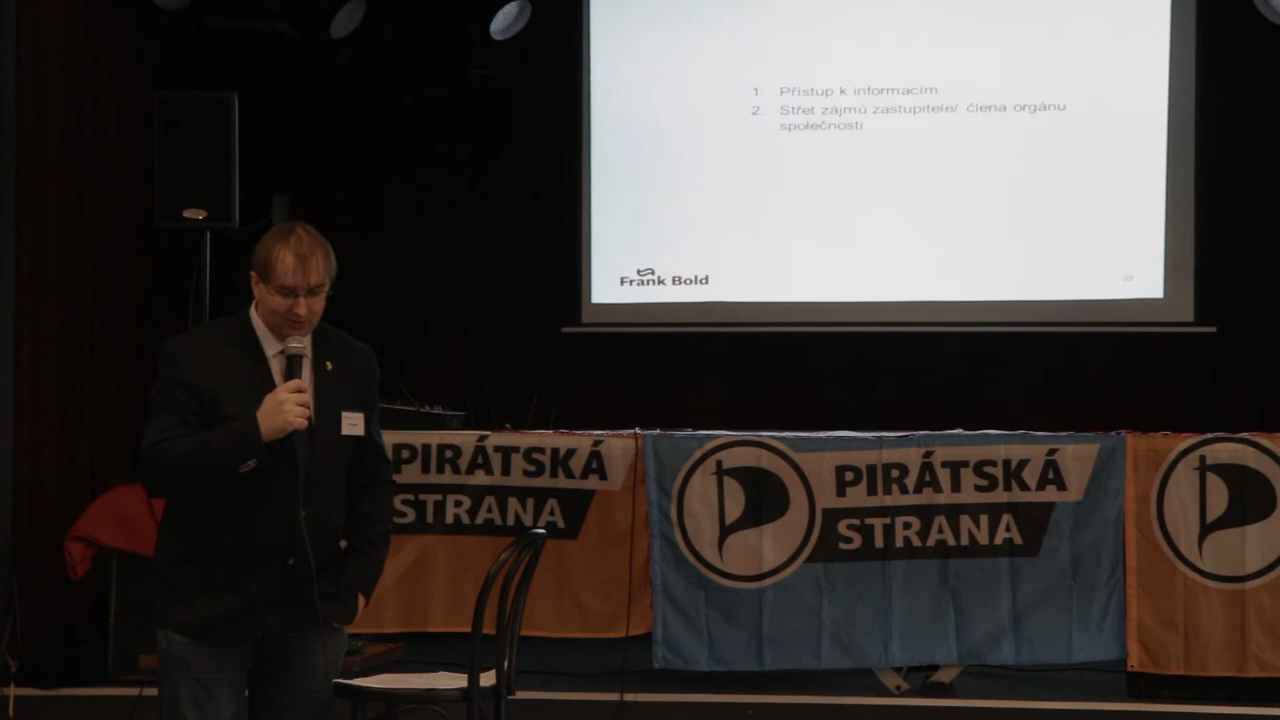 1 Přístup k informacím
2. Střet zájmů zastupitele/ člena orgánu
společnosti
Frank Bold
PIRÁTSKÁ
STRANA
PIRÁTSKÁ
STRANA